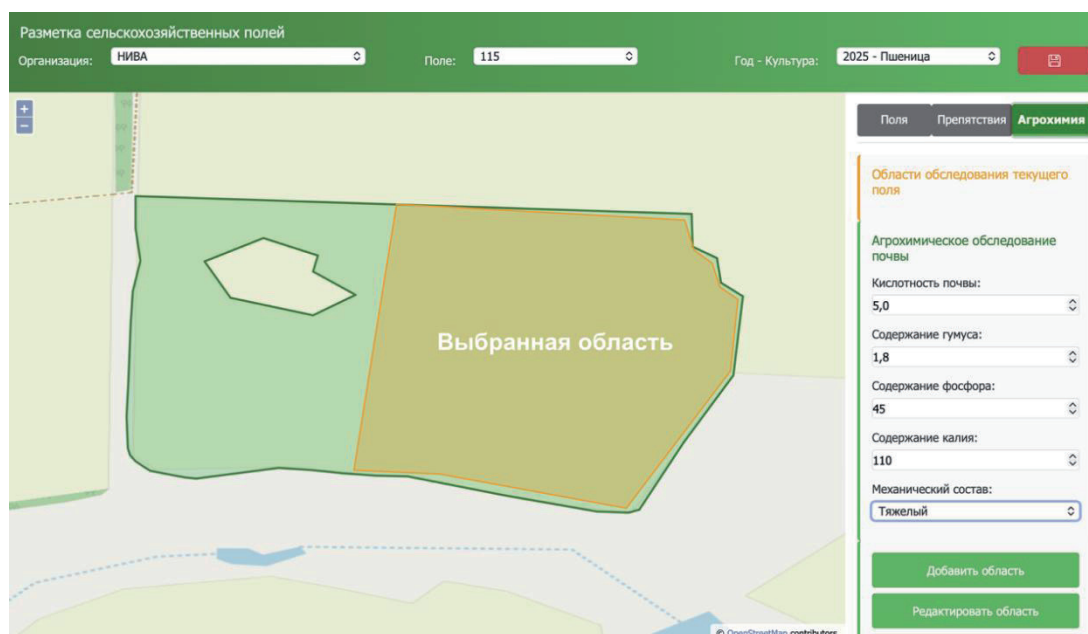 Разметка сельскохозяйственных полей
Организация: НИВА Поле: 115 Год - Культура: 2025 - Пшеница
+
−
Поля Препятствия Агрохимия
Области обследования текущего
поля
Агрохимическое обследование
почвы
Кислотность почвы:
5,0
Содержание гумуса:
1,8
Содержание фосфора:
45
Содержание калия:
110
Механический состав:
Тяжелый
Выбранная область
Добавить область
Редактировать область
© OpenStreetMap contributors